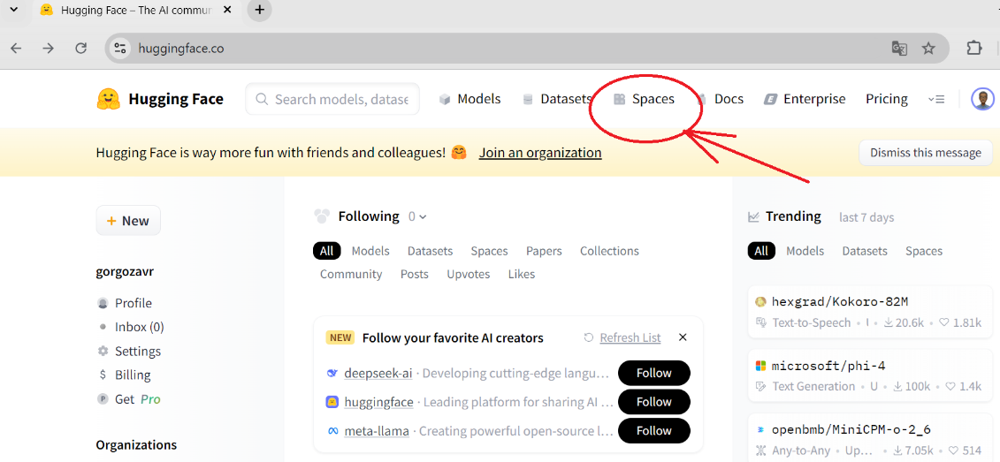 Hugging Face – The AI commun
huggingface.co
Hugging Face
Search models, datase
Models
Datasets
Spaces
Docs
Enterprise
Pricing
Hugging Face is way more fun with friends and colleagues! Join an organization
Dismiss this message
+ New
gorgozavr
Profile
Inbox (0)
Settings
$ Billing
P Get Pro
Organizations
Following 0
All Models Datasets Spaces Papers Collections
Community Posts Upvotes Likes
NEW Follow your favorite AI creators Refresh List
deepseek-ai · Developing cutting-edge langu… Follow
huggingface · Leading platform for sharing AI … Follow
meta-llama · Creating powerful open-source l… Follow
Trending last 7 days
All Models Datasets Spaces
hexgrad/Kokoro-82M
Text-to-Speech • 20.6k • 1.81k
microsoft/phi-4
Text Generation • U • 100k • 1.4k
openbmb/MiniCPM-o-2_6
Any-to-Any • Up… • 7.05k • 514